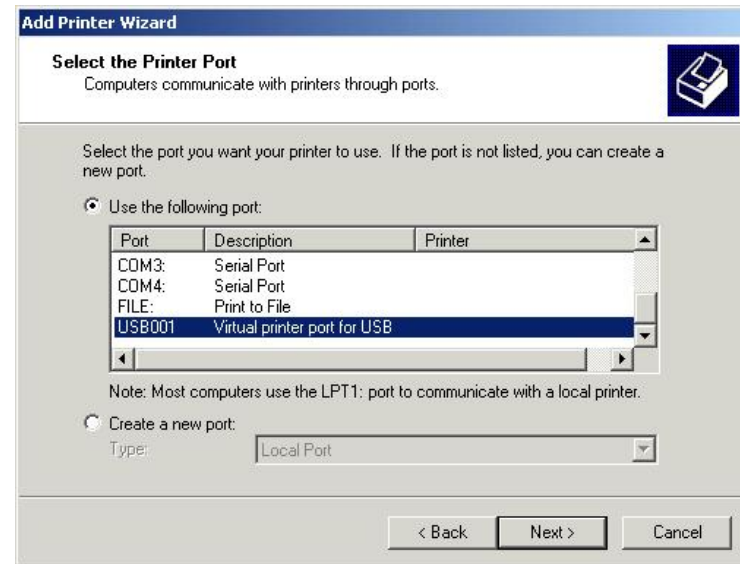 Add Printer Wizard
Select the Printer Port
Computers communicate with printers through ports.
Select the port you want your printer to use. If the port is not listed, you can create a
new port.
Use the following port:
Port Description Printer
COM3: Serial Port
COM4: Serial Port
FILE: Print to File
USB001 Virtual printer port for USB
Note: Most computers use the LPT1: port to communicate with a local printer.
Create a new port:
Type: Local Port
< Back Next > Cancel